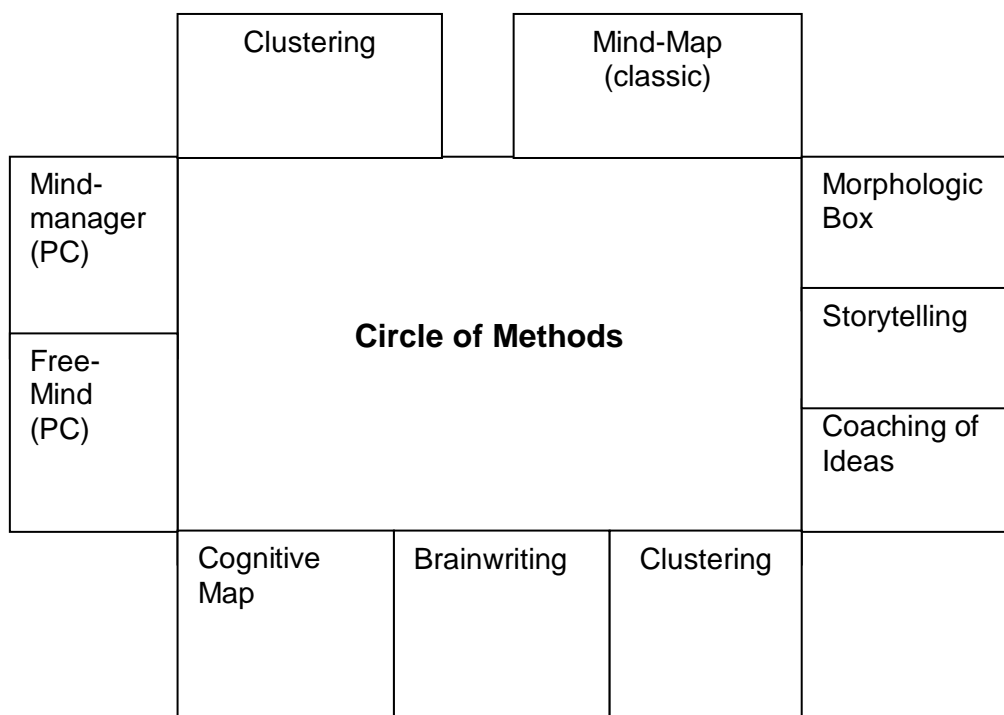 Clustering
Mind-Map
(classic)
Mind-
manager
(PC)
Morphologic
Box
Circle of Methods
Storytelling
Free-
Mind
(PC)
Coaching of
Ideas
Cognitive
Map
Brainwriting
Clustering